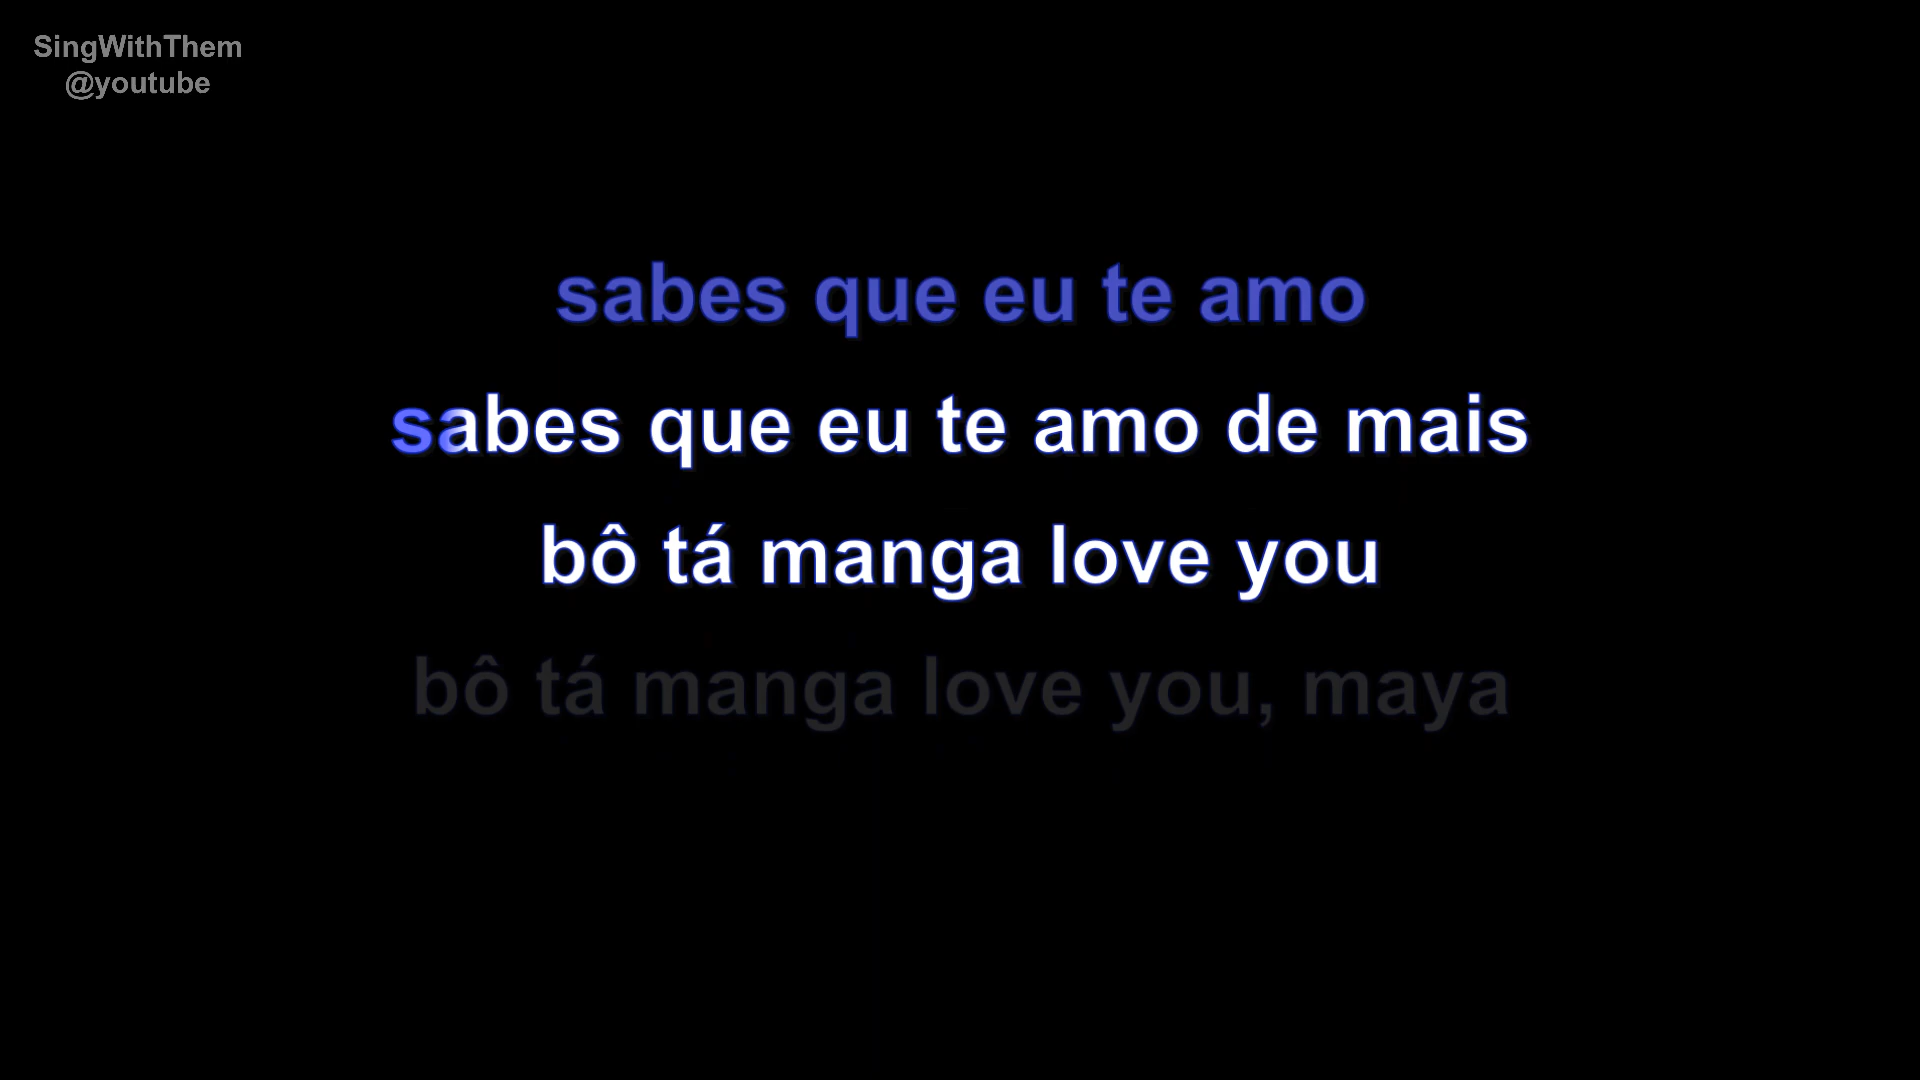 SingWithThem
@youtube
sabes que eu te amo
sabes que eu te amo de mais
bô tá manga love you
bô tá manga love you, maya